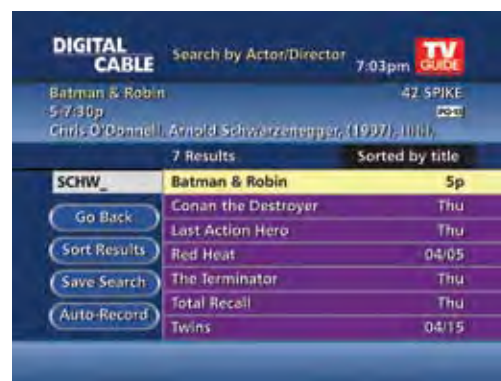 DIGITAL CABLE
Search by Actor/Director
7:03pm
TV GUIDE
Batman & Robin 42 SPIKE
5-7:30p PG-13
Chris O'Donnell, Arnold Schwarzenegger, (1997),
7 Results Sorted by title
SCHW_
Batman & Robin 5p
Go Back
Conan the Destroyer Thu
Last Action Hero Thu
Sort Results
Red Heat 04/05
Save Search
The Terminator Thu
Total Recall Thu
Auto-Record
Twins 04/15